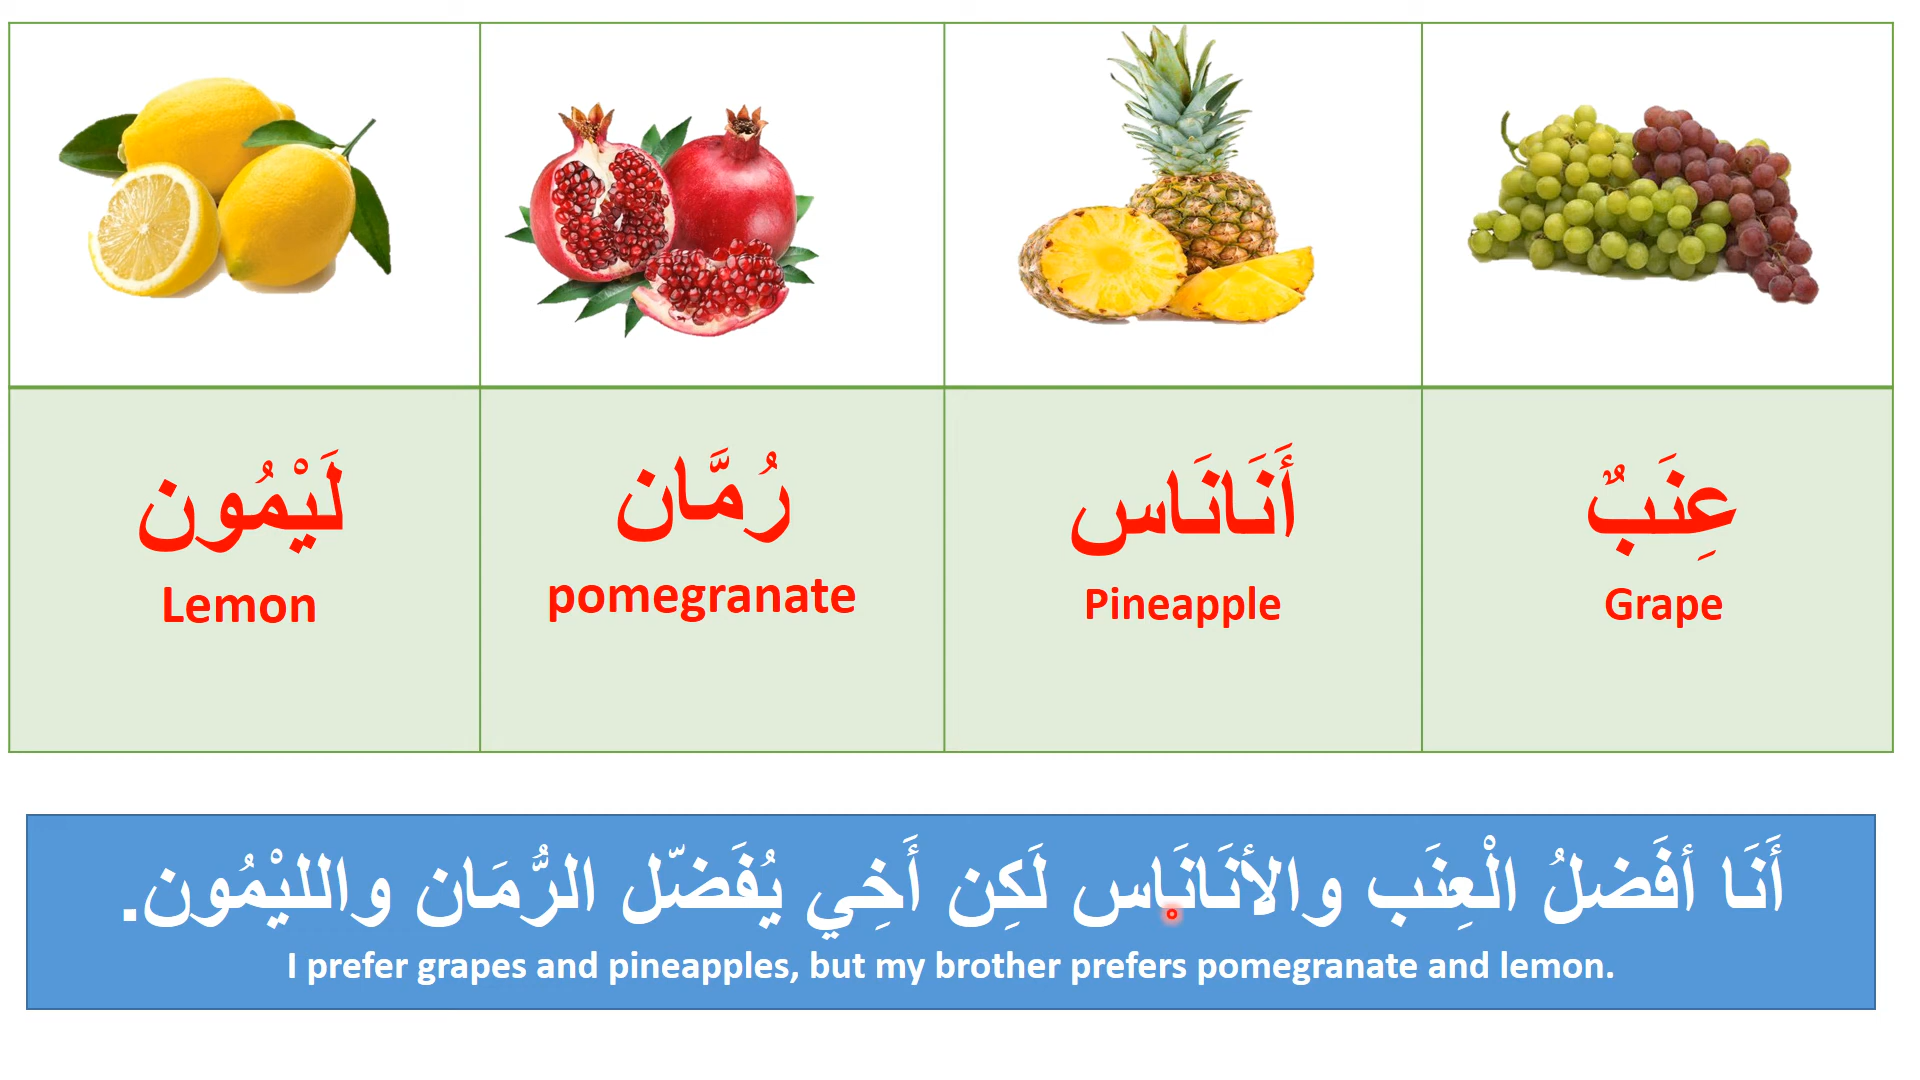 لَيْمُون
Lemon
رُمَّان
pomegranate
أَنَانَاس
Pineapple
عِنَبٌ
Grape
أَنَا أفَضلُ الْعِنَب والأنَانَاس لَكِن أَخِي يُفَضّل الرُّمَان والليْمُون.
I prefer grapes and pineapples, but my brother prefers pomegranate and lemon.